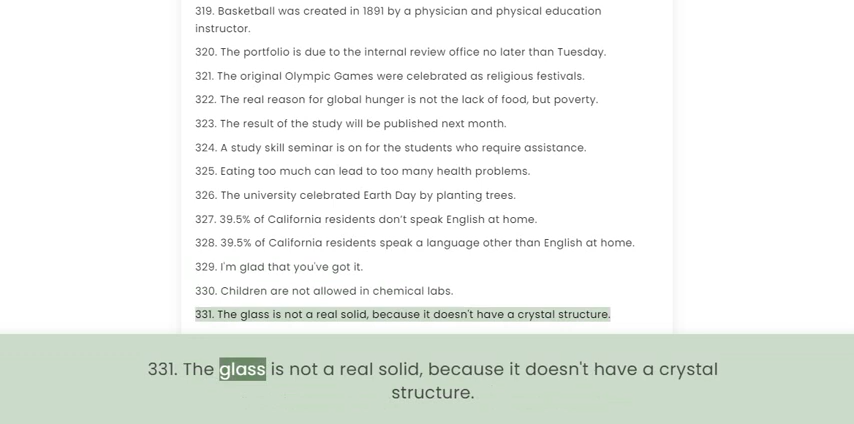 319. Basketball was created in 1891 by a physician and physical education
instructor.
320. The portfolio is due to the internal review office no later than Tuesday.
321. The original Olympic Games were celebrated as religious festivals.
322. The real reason for global hunger is not the lack of food, but poverty.
323. The result of the study will be published next month.
324. A study skill seminar is on for the students who require assistance.
325. Eating too much can lead to too many health problems.
326. The university celebrated Earth Day by planting trees.
327. 39.5% of California residents don't speak English at home.
328. 39.5% of California residents speak a language other than English at home.
329. I'm glad that you've got it.
330. Children are not allowed in chemical labs.
331. The glass is not a real solid, because it doesn't have a crystal structure.
331. The glass is not a real solid, because it doesn't have a crystal
structure.